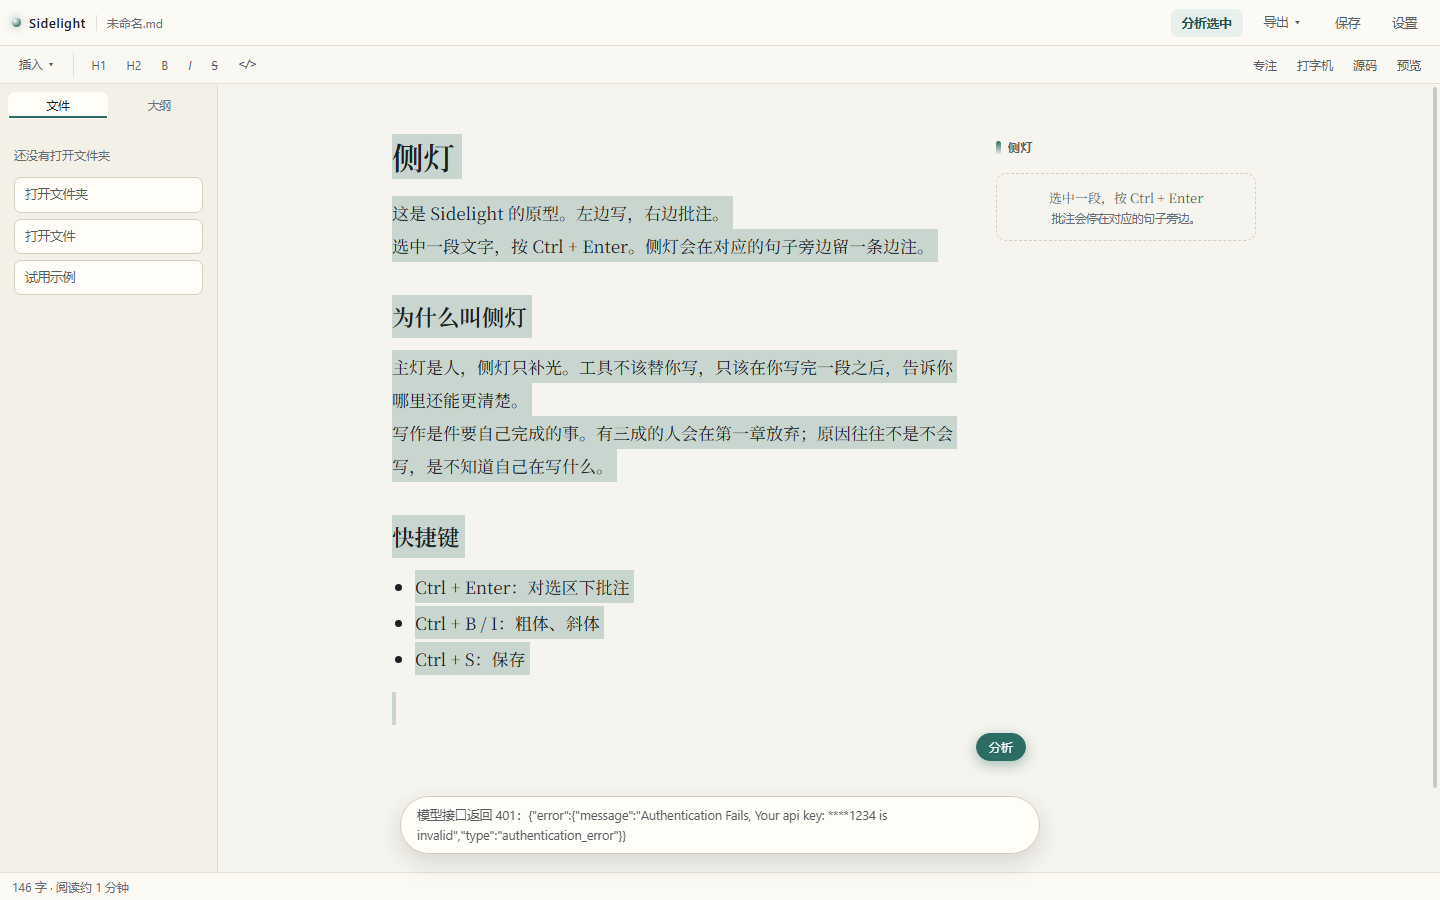 Sidelight 未命名.md 分析选中 导出 保存 设置
插入 H1 H2 B I S </> 专注 打字机 源码 预览
文件 大纲
还没有打开文件夹
打开文件夹
打开文件
试用示例
侧灯
这是 Sidelight 的原型。左边写，右边批注。
选中一段文字，按 Ctrl + Enter。侧灯会在对应的句子旁边留一条边注。
为什么叫侧灯
主灯是人，侧灯只补光。工具不该替你写，只该在你写完一段之后，告诉你
哪里还能更清楚。
写作是件要自己完成的事。有三成的人会在第一章放弃；原因往往不是不会
写，是不知道自己在写什么。
快捷键
Ctrl + Enter：对选区下批注
Ctrl + B / I：粗体、斜体
Ctrl + S：保存
侧灯
选中一段，按 Ctrl + Enter
批注会停在对应的句子旁边。
分析
模型接口返回 401：{"error":{"message":"Authentication Fails, Your api key: ****1234 is
invalid","type":"authentication_error"}}
146 字 · 阅读约 1 分钟